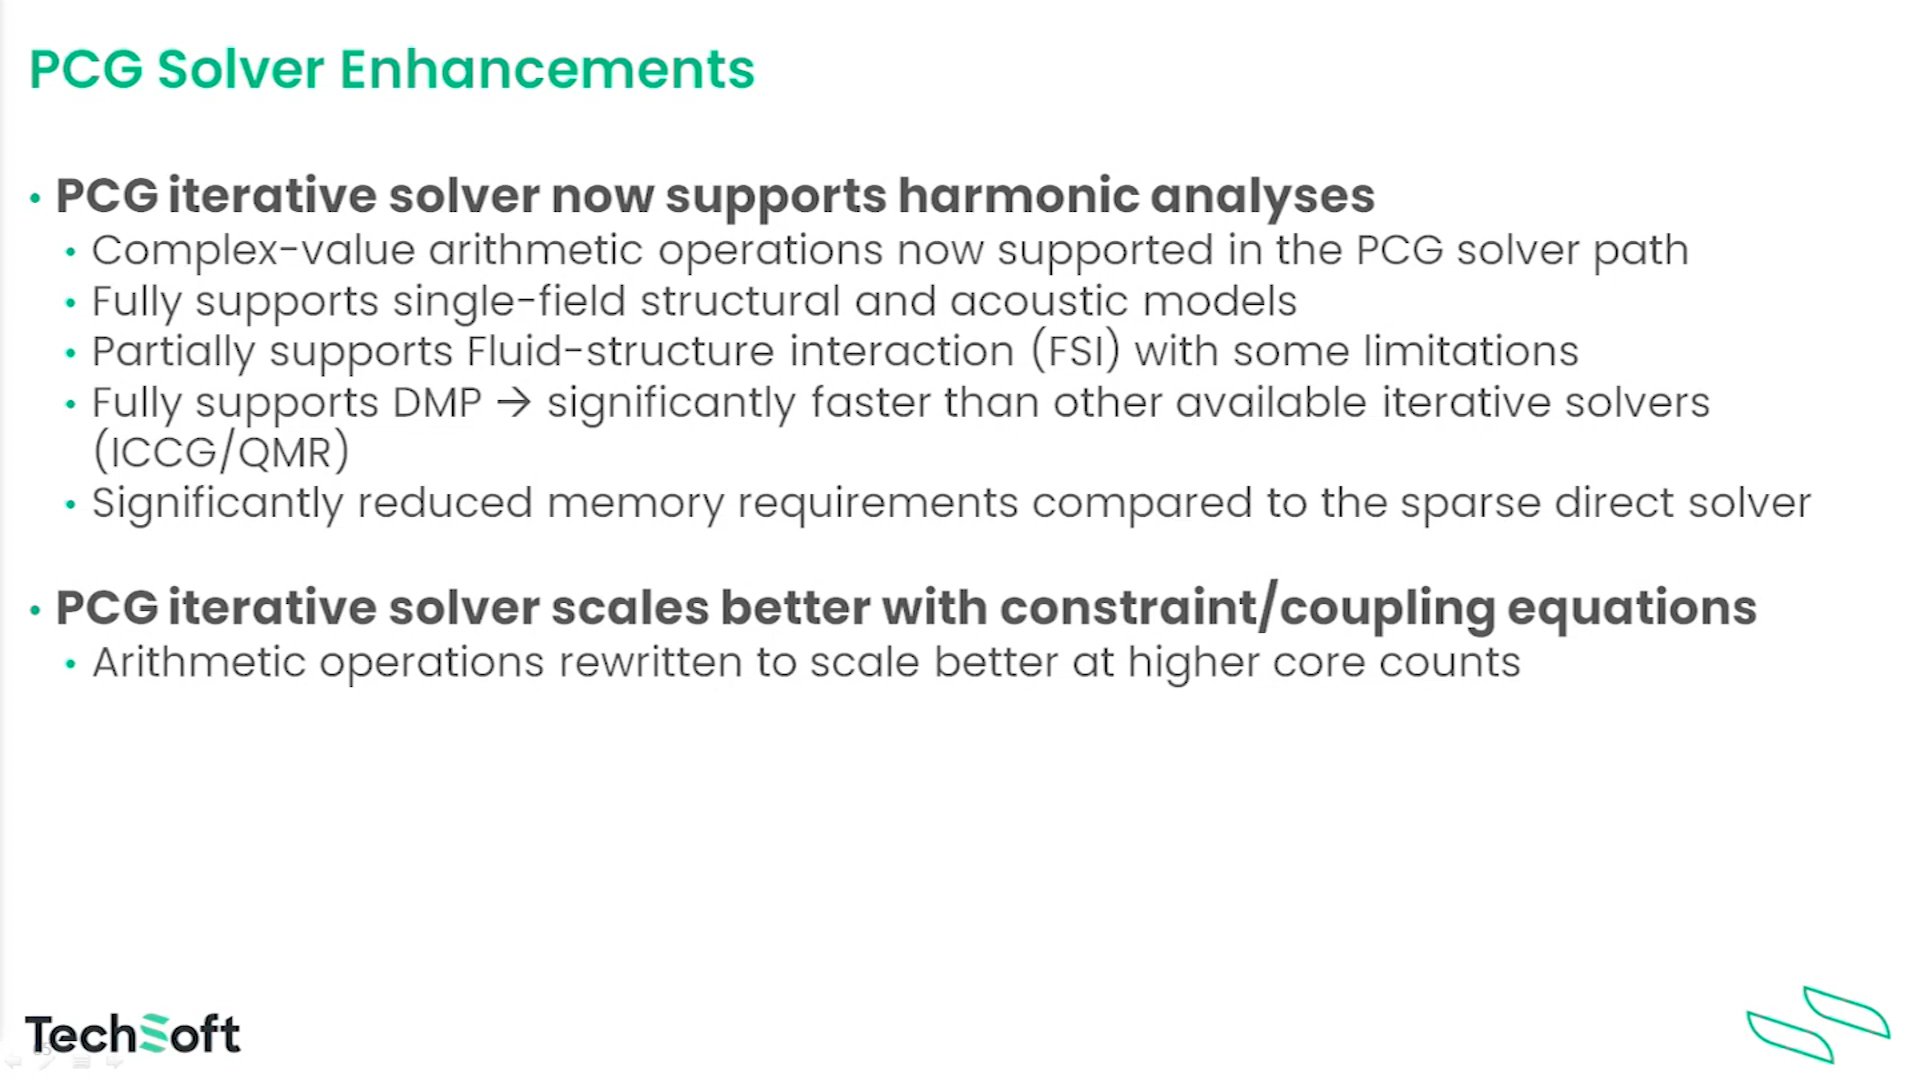 PCG Solver Enhancements
• PCG iterative solver now supports harmonic analyses
• Complex-value arithmetic operations now supported in the PCG solver path
• Fully supports single-field structural and acoustic models
• Partially supports Fluid-structure interaction (FSI) with some limitations
• Fully supports DMP → significantly faster than other available iterative solvers
(ICCG/QMR)
• Significantly reduced memory requirements compared to the sparse direct solver
• PCG iterative solver scales better with constraint/coupling equations
• Arithmetic operations rewritten to scale better at higher core counts
TechSoft